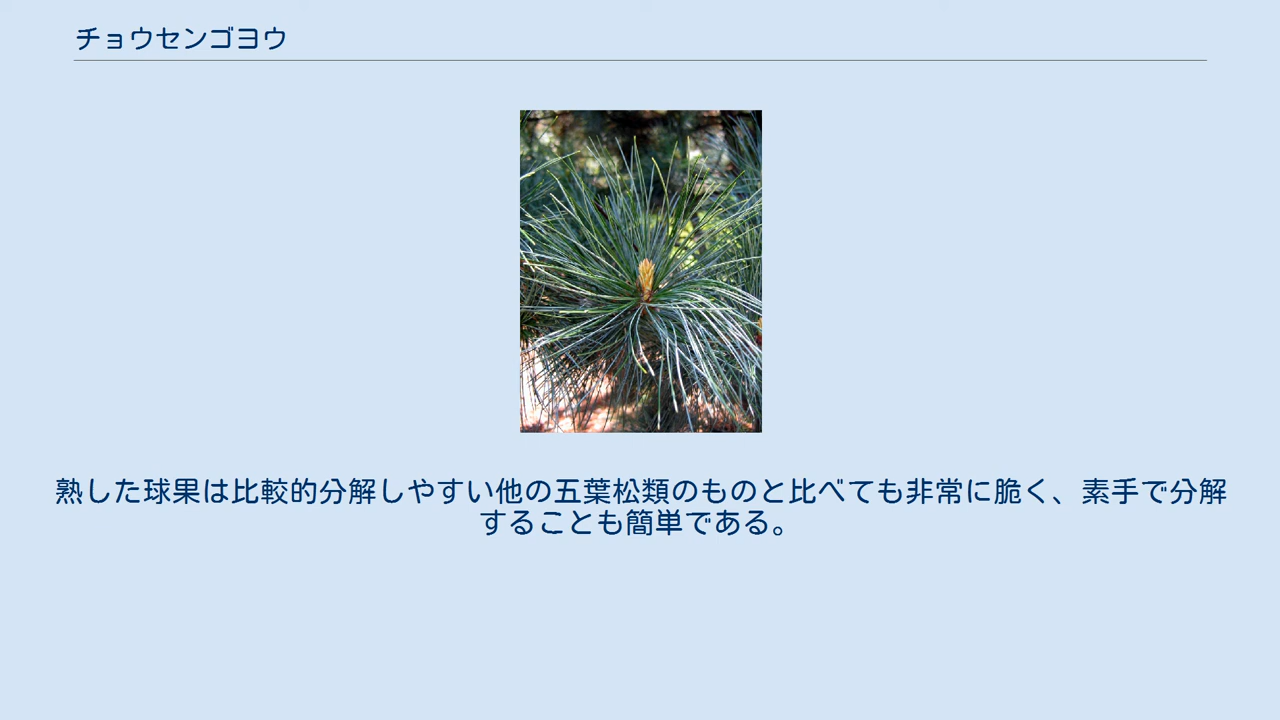 チョウセンゴヨウ
熟した球果は比較的分解しやすい他の五葉松類のものと比べても非常に脆く、素手で分解
することも簡単である。